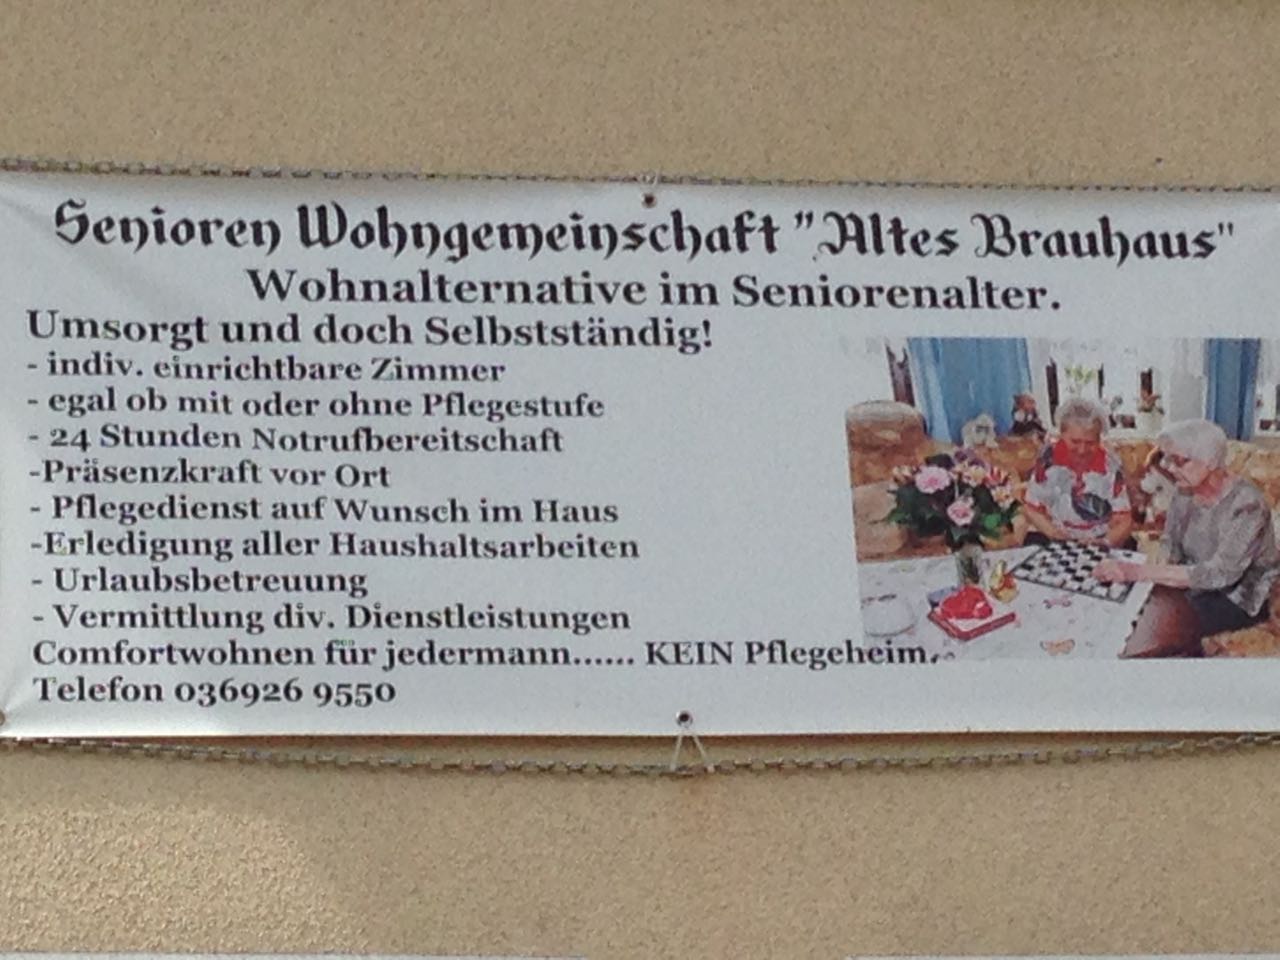 Senioren Wohngemeinschaft "Altes Brauhaus"
Wohnalternative im Seniorenalter.
Umsorgt und doch Selbstständig!
- indiv. einrichtbare Zimmer
- egal ob mit oder ohne Pflegestufe
- 24 Stunden Notrufbereitschaft
-Präsenzkraft vor Ort
- Pflegedienst auf Wunsch im Haus
-Erledigung aller Haushaltsarbeiten
- Urlaubsbetreuung
- Vermittlung div. Dienstleistungen
Comfortwohnen für jedermann...... KEIN Pflegeheim.
Telefon 036926 9550